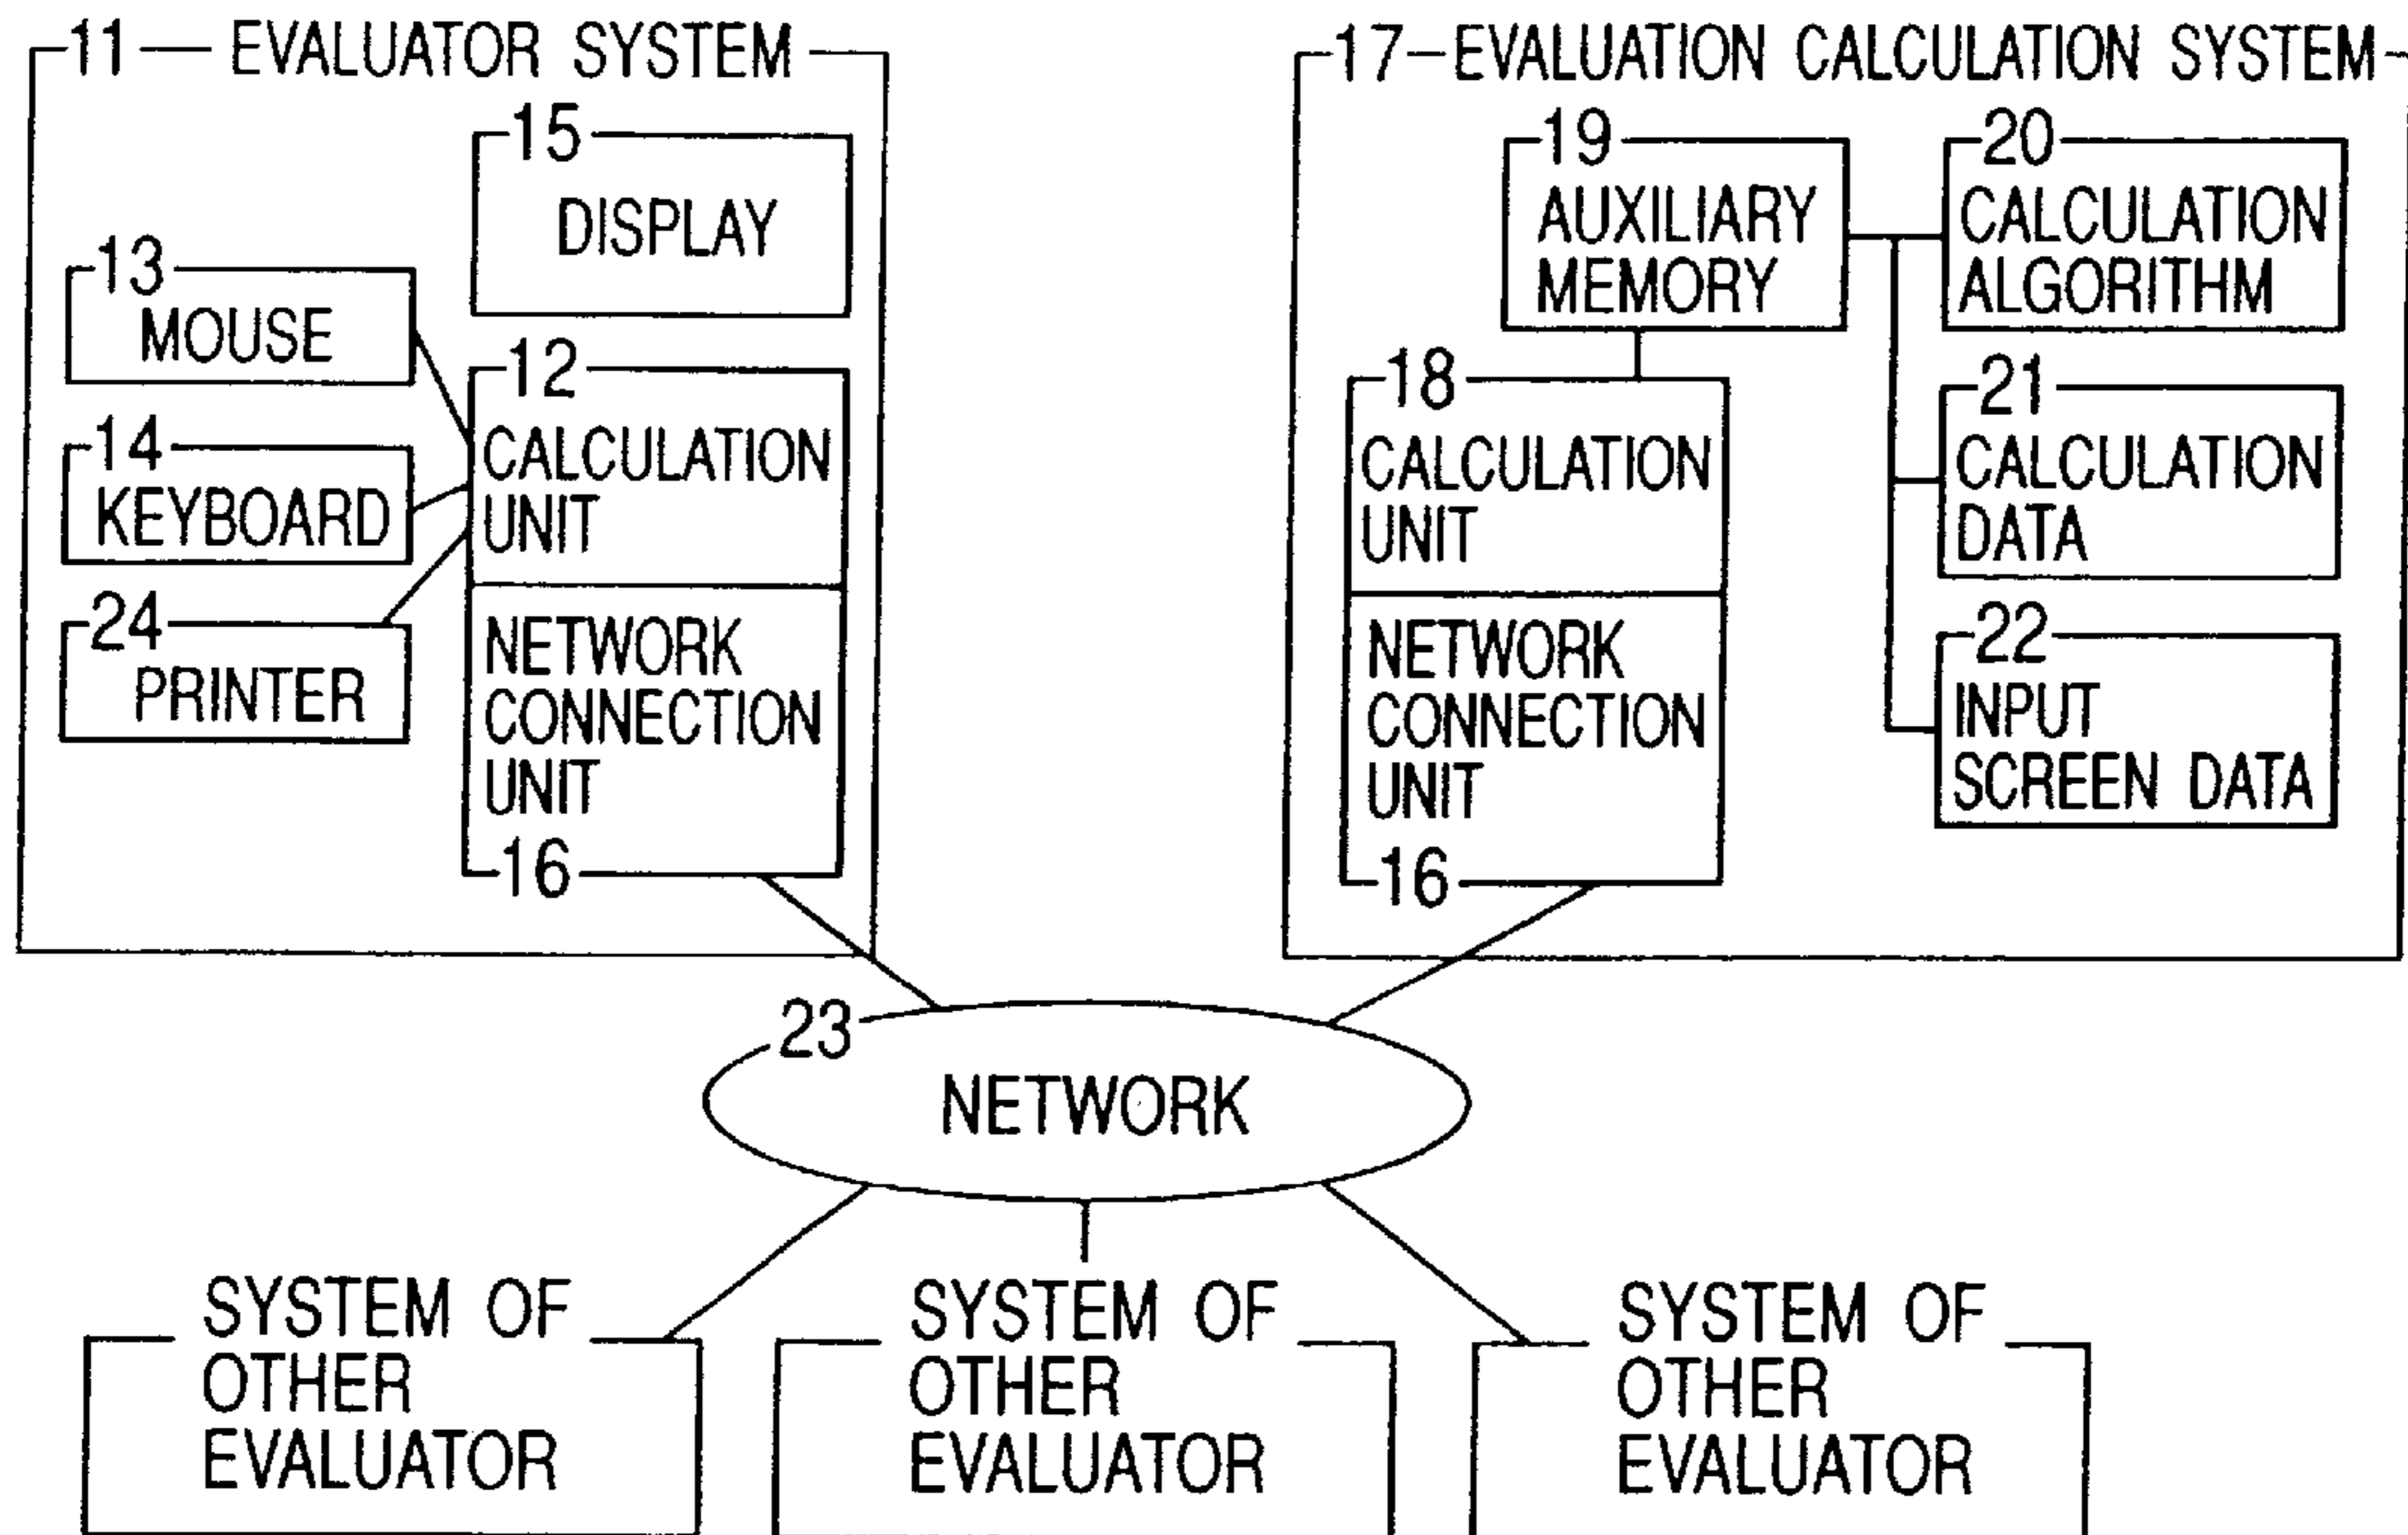 11 EVALUATOR SYSTEM
15
DISPLAY
13
MOUSE
12
CALCULATION
UNIT
14
KEYBOARD
24
PRINTER
NETWORK
CONNECTION
UNIT
16
17 EVALUATION CALCULATION SYSTEM
19
AUXILIARY
MEMORY
20
CALCULATION
ALGORITHM
18
CALCULATION
UNIT
21
CALCULATION
DATA
NETWORK
CONNECTION
UNIT
16
22
INPUT
SCREEN DATA
23
NETWORK
SYSTEM OF
OTHER
EVALUATOR
SYSTEM OF
OTHER
EVALUATOR
SYSTEM OF
OTHER
EVALUATOR